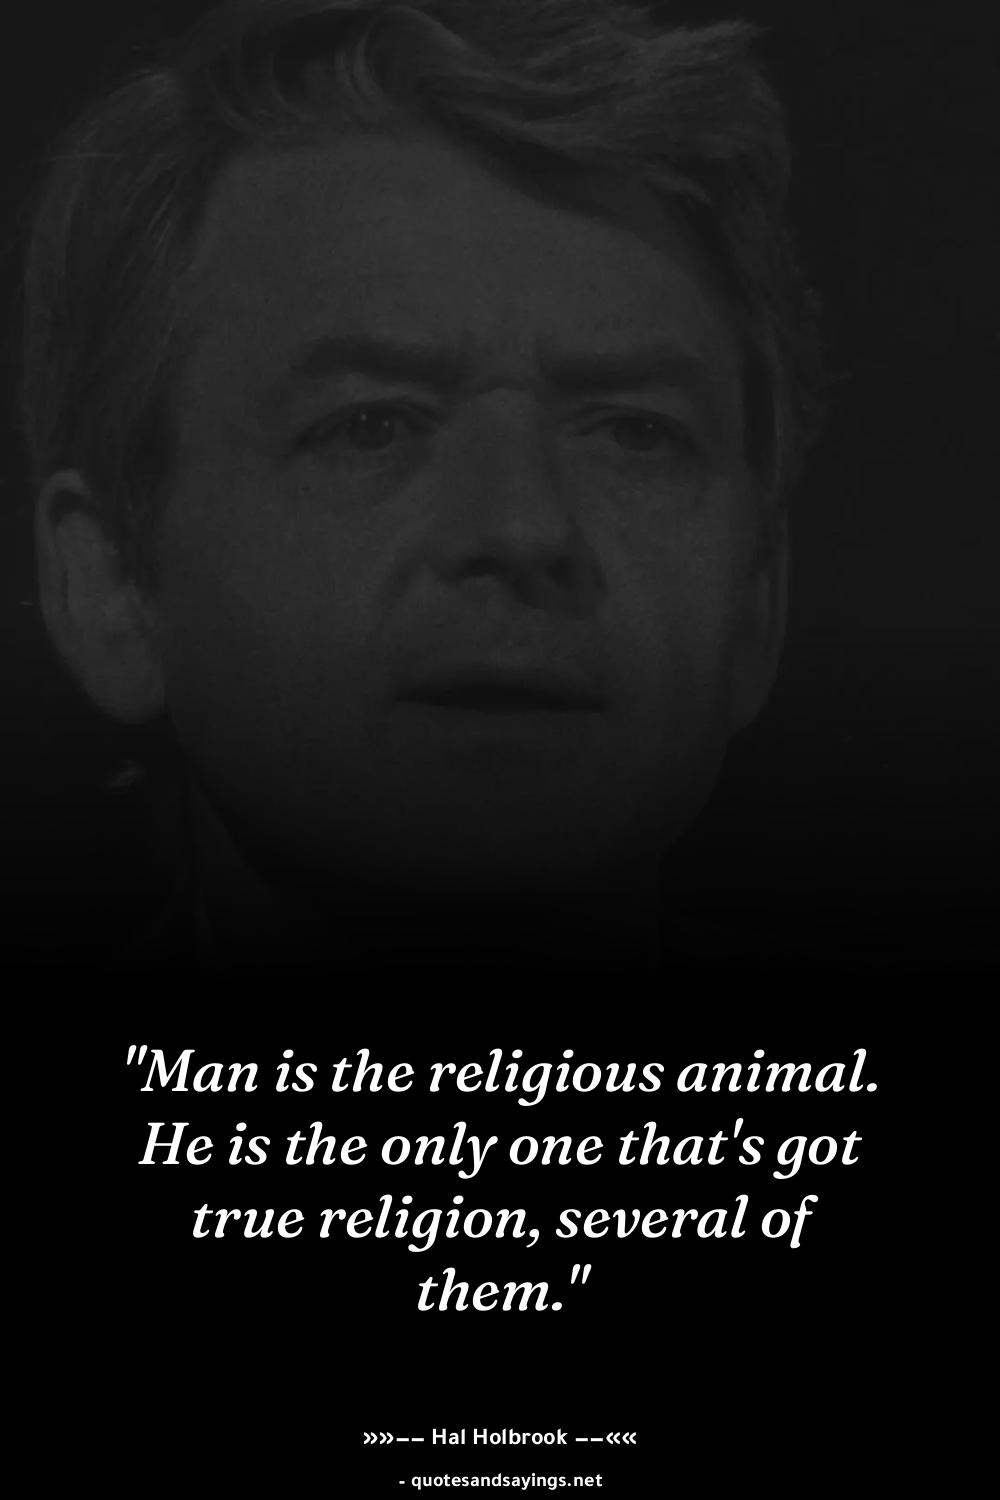 "Man is the religious animal.
He is the only one that's got
true religion, several of
them."
»»−− Hal Holbrook −−««
- quotesandsayings.net